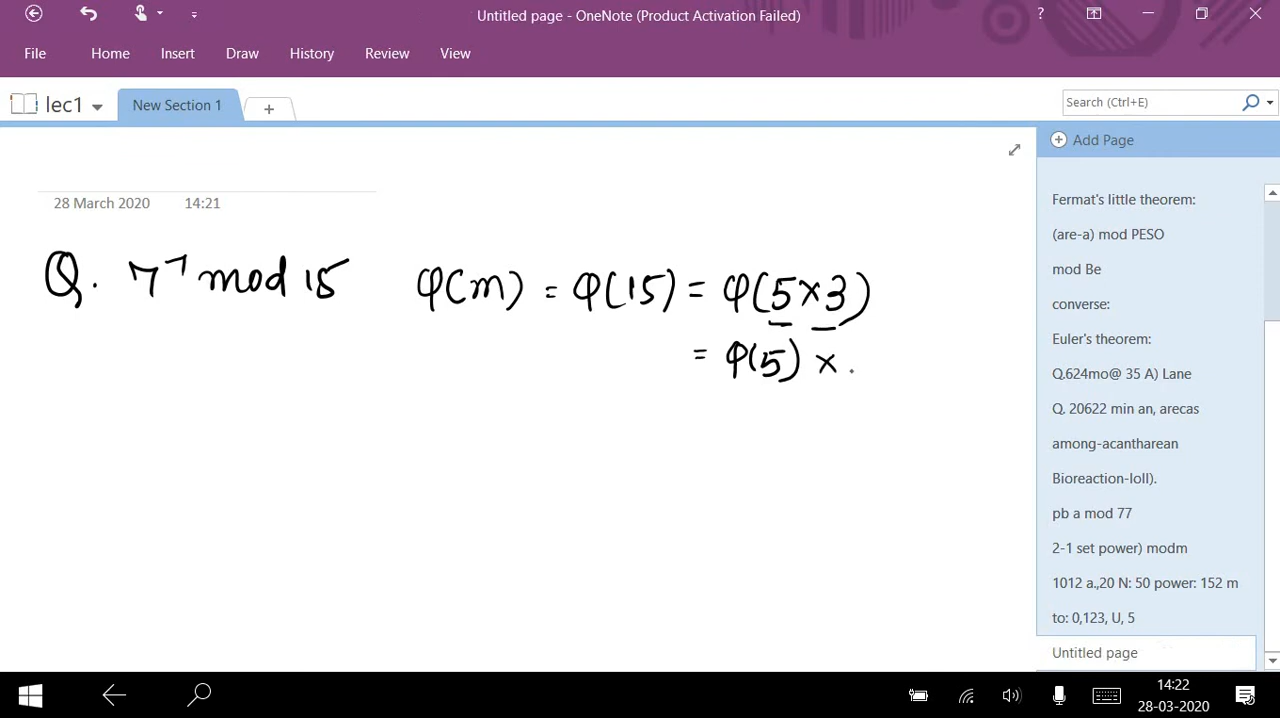 Untitled page - OneNote (Product Activation Failed)
?
File Home Insert Draw History Review View
lec1 New Section 1 +
Search (Ctrl+E)
Add Page
28 March 2020 14:21
Q. 7⁻¹ mod 15 φ(m) = φ(15) = φ(5×3)
= φ(5) ×
Fermat's little theorem:
(are-a) mod PESO
mod Be
converse:
Euler's theorem:
Q,624mo@ 35 A) Lane
Q. 20622 min an, arecas
among-acantharean
Bioreaction-loll).
pb a mod 77
2-1 set power) modm
1012 a.,20 N: 50 power: 152 m
to: 0,123, U, 5
Untitled page
14:22
28-03-2020